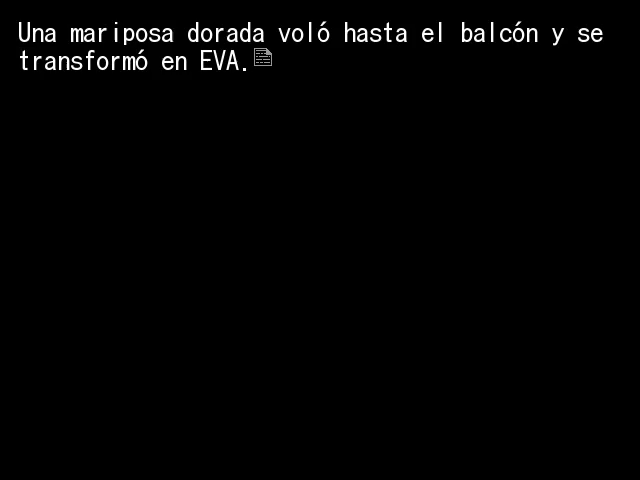 Una mariposa dorada voló hasta el balcón y se
transformó en EVA.